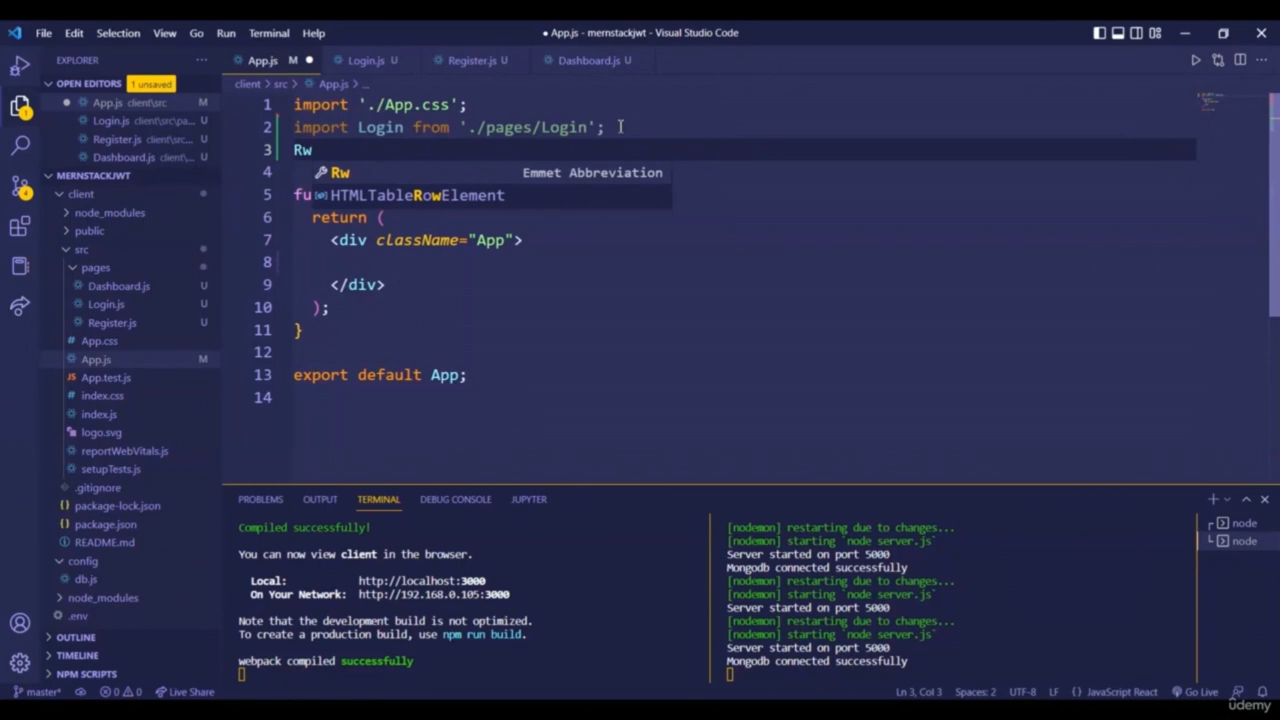 File Edit Selection View Go Run Terminal Help
● App.js - mernstackjwt - Visual Studio Code
EXPLORER
OPEN EDITORS 1 unsaved
● App.js client\src M
Login.js client\src\pa...
Register.js client\src...
Dashboard.js client\...
MERNSTACKJWT
client
node_modules
public
src
pages
Dashboard.js U
Login.js U
Register.js U
# App.css
App.js M
JS App.test.js
# index.css
index.js
logo.svg
reportWebVitals.js
setupTests.js
.gitignore
{} package-lock.json
{} package.json
README.md
config
db.js
node_modules
.env
OUTLINE
TIMELINE
NPM SCRIPTS
App.js M ● Login.js U Register.js U Dashboard.js U
client > src > App.js > ...
1 import './App.css';
2 import Login from './pages/Login';
3 Rw
Rw Emmet Abbreviation
HTMLTableRowElement
4
5 fu
6 return (
7 <div className="App">
8
9 </div>
10 );
11 }
12
13 export default App;
14
PROBLEMS OUTPUT TERMINAL DEBUG CONSOLE JUPYTER
Compiled successfully!
You can now view client in the browser.
Local: http://localhost:3000
On Your Network: http://192.168.0.105:3000
Note that the development build is not optimized.
To create a production build, use npm run build.
webpack compiled successfully
[nodemon] restarting due to changes...
[nodemon] starting `node server.js`
Server started on port 5000
Mongodb connected successfully
[nodemon] restarting due to changes...
[nodemon] starting `node server.js`
Server started on port 5000
[nodemon] restarting due to changes...
[nodemon] starting `node server.js`
Server started on port 5000
Mongodb connected successfully
node
node
master* 0 0 Live Share
Ln 3, Col 3 Spaces: 2 UTF-8 LF {} JavaScript React Go Live
udemy